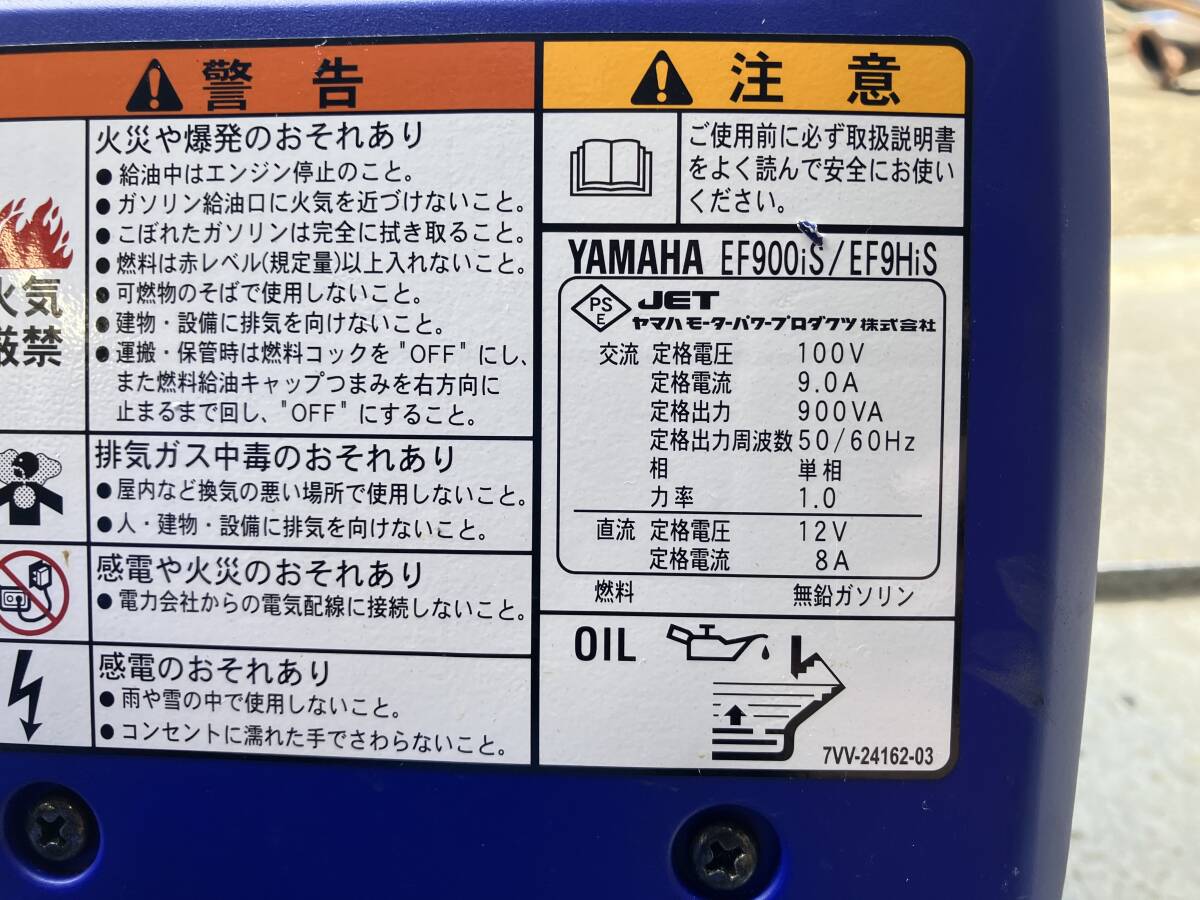 警告
火気
厳禁
火災や爆発のおそれあり
● 給油中はエンジン停止のこと。
● ガソリン給油口に火気を近づけないこと。
● こぼれたガソリンは完全に拭き取ること。
● 燃料は赤レベル(規定量)以上入れないこと。
● 可燃物のそばで使用しないこと。
● 建物・設備に排気を向けないこと。
● 運搬・保管時は燃料コックを "OFF" にし、
また燃料給油キャップつまみを右方向に
止まるまで回し、"OFF" にすること。
排気ガス中毒のおそれあり
● 屋内など換気の悪い場所で使用しないこと。
● 人・建物・設備に排気を向けないこと。
感電や火災のおそれあり
● 電力会社からの電気配線に接続しないこと。
感電のおそれあり
● 雨や雪の中で使用しないこと。
● コンセントに濡れた手でさわらないこと。
注意
ご使用前に必ず取扱説明書
をよく読んで安全にお使い
ください。
YAMAHA EF900iS/EF9HiS
PS
E
JET
ヤマハモーターパワープロダクツ株式会社
交流 定格電圧 100V
定格電流 9.0A
定格出力 900VA
定格出力周波数 50/60Hz
相 単相
力率 1.0
直流 定格電圧 12V
定格電流 8A
燃料 無鉛ガソリン
OIL
7VV-24162-03